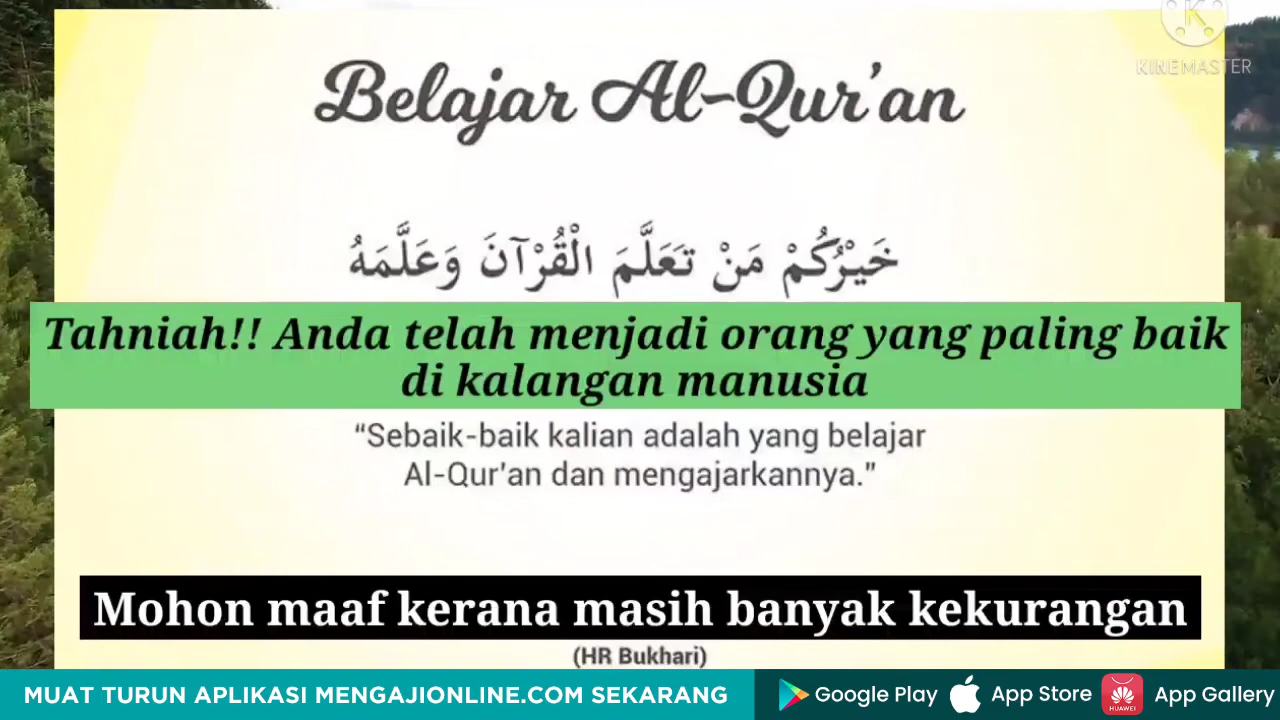 KINEMASTER
Belajar Al-Qur'an
خَيْرُكُمْ مَنْ تَعَلَّمَ الْقُرْآنَ وَعَلَّمَهُ
Tahniah!! Anda telah menjadi orang yang paling baik
di kalangan manusia
“Sebaik-baik kalian adalah yang belajar
Al-Qur'an dan mengajarkannya.”
Mohon maaf kerana masih banyak kekurangan
(HR Bukhari)
MUAT TURUN APLIKASI MENGAJIONLINE.COM SEKARANG
Google Play
App Store
HUAWEI
App Gallery